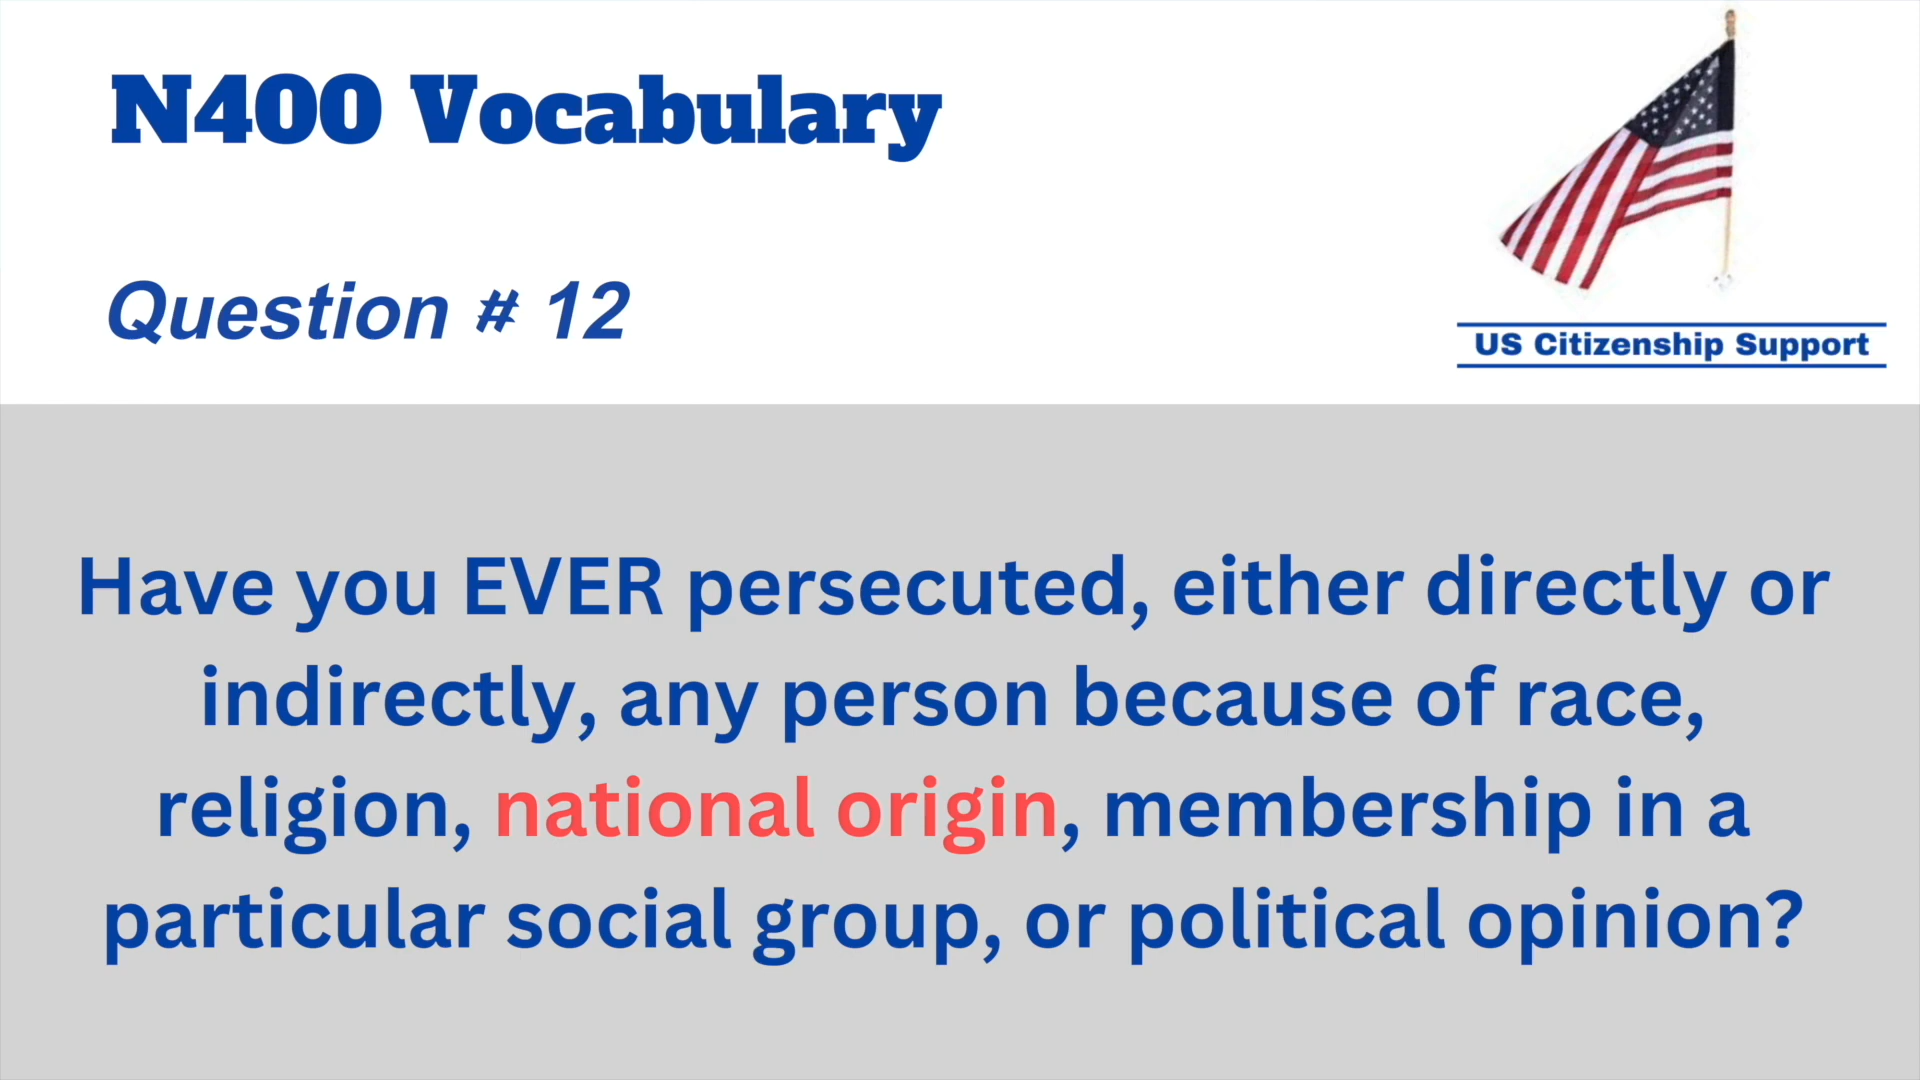 N400 Vocabulary
Question # 12
US Citizenship Support
Have you EVER persecuted, either directly or
indirectly, any person because of race,
religion, national origin, membership in a
particular social group, or political opinion?